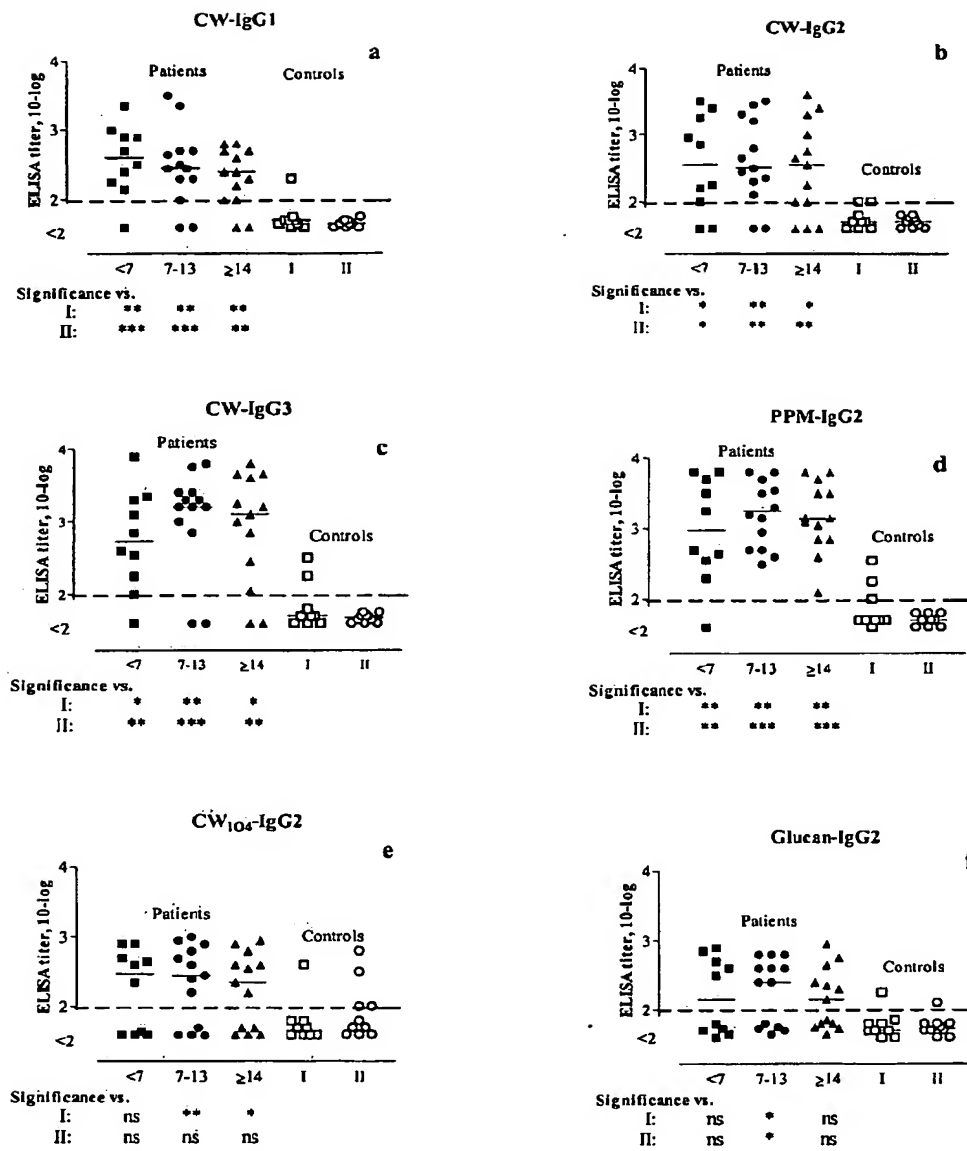 CW-IgG1
a
Patients
Controls
ELISA titer, 10-log
4
3
2
<2
<7 7-13 ≥14 I II
Significance vs.
I: ** ** **
II: *** *** **
CW-IgG2
b
Patients
Controls
ELISA titer, 10-log
4
3
2
<2
<7 7-13 ≥14 I II
Significance vs.
I: * ** *
II: * ** **
CW-IgG3
c
Patients
Controls
ELISA titer, 10-log
4
3
2
<2
<7 7-13 ≥14 I II
Significance vs.
I: * ** *
II: ** *** **
PPM-IgG2
d
Patients
Controls
ELISA titer, 10-log
4
3
2
<2
<7 7-13 ≥14 I II
Significance vs.
I: ** ** **
II: ** *** ***
CW104-IgG2
e
Patients
Controls
ELISA titer, 10-log
4
3
2
<2
<7 7-13 ≥14 I II
Significance vs.
I: ns ** *
II: ns ns ns
Glucan-IgG2
Patients
Controls
ELISA titer, 10-log
4
3
2
<2
<7 7-13 ≥14 I II
Significance vs.
I: ns * ns
II: ns * ns